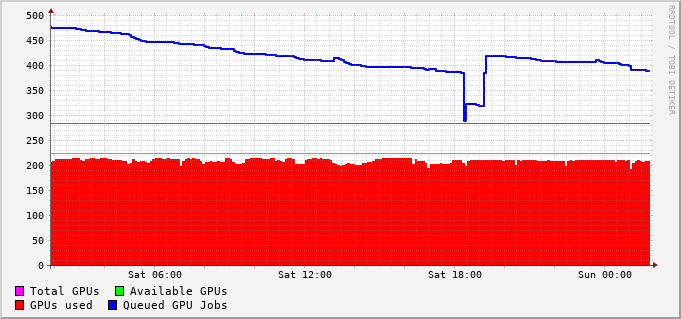 500
450
400
350
300
250
200
150
100
50
0
Sat 06:00 Sat 12:00 Sat 18:00 Sun 00:00
Total GPUs Available GPUs
GPUs used Queued GPU Jobs
RRDTOOL / TOBI OETIKER